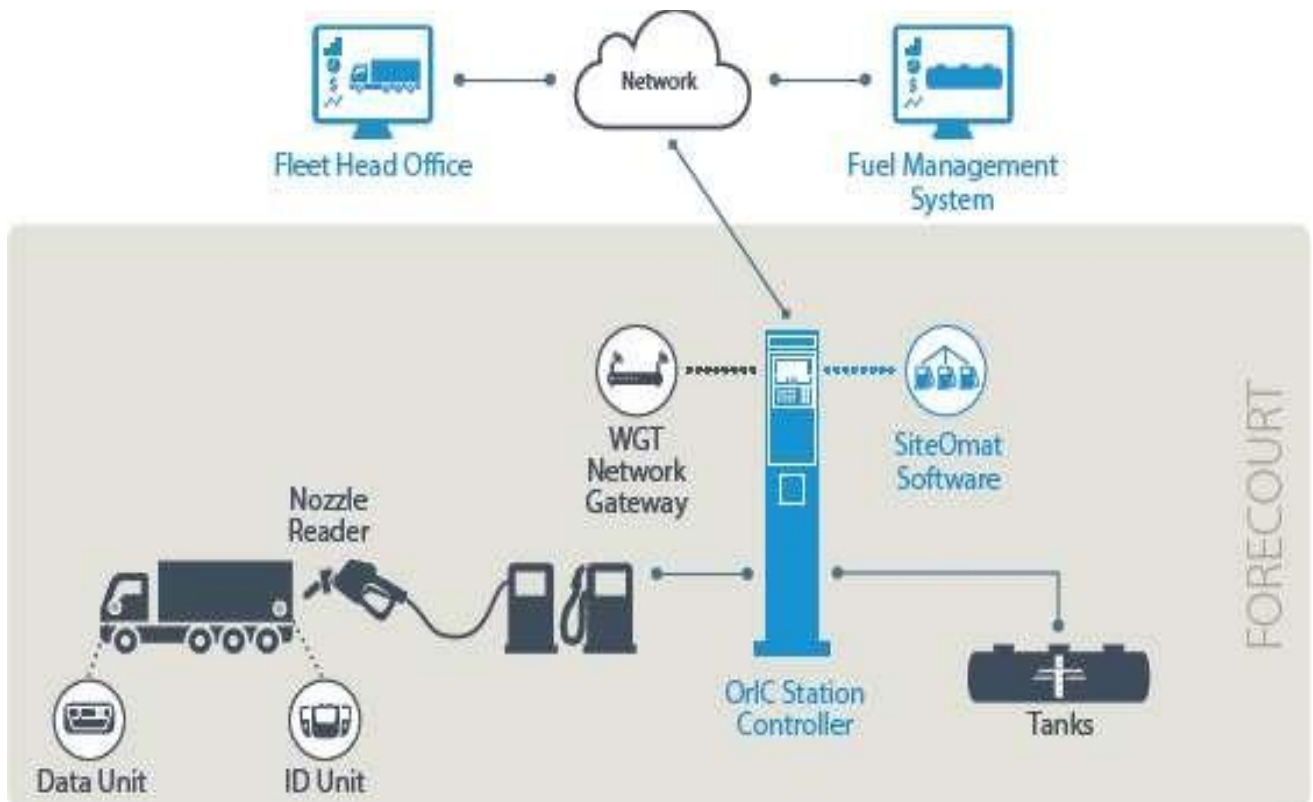 Network
Fleet Head Office
Fuel Management
System
WGT
Network
Gateway
SiteOmat
Software
Nozzle
Reader
FORECOURT
OrIC Station
Controller
Tanks
Data Unit
ID Unit